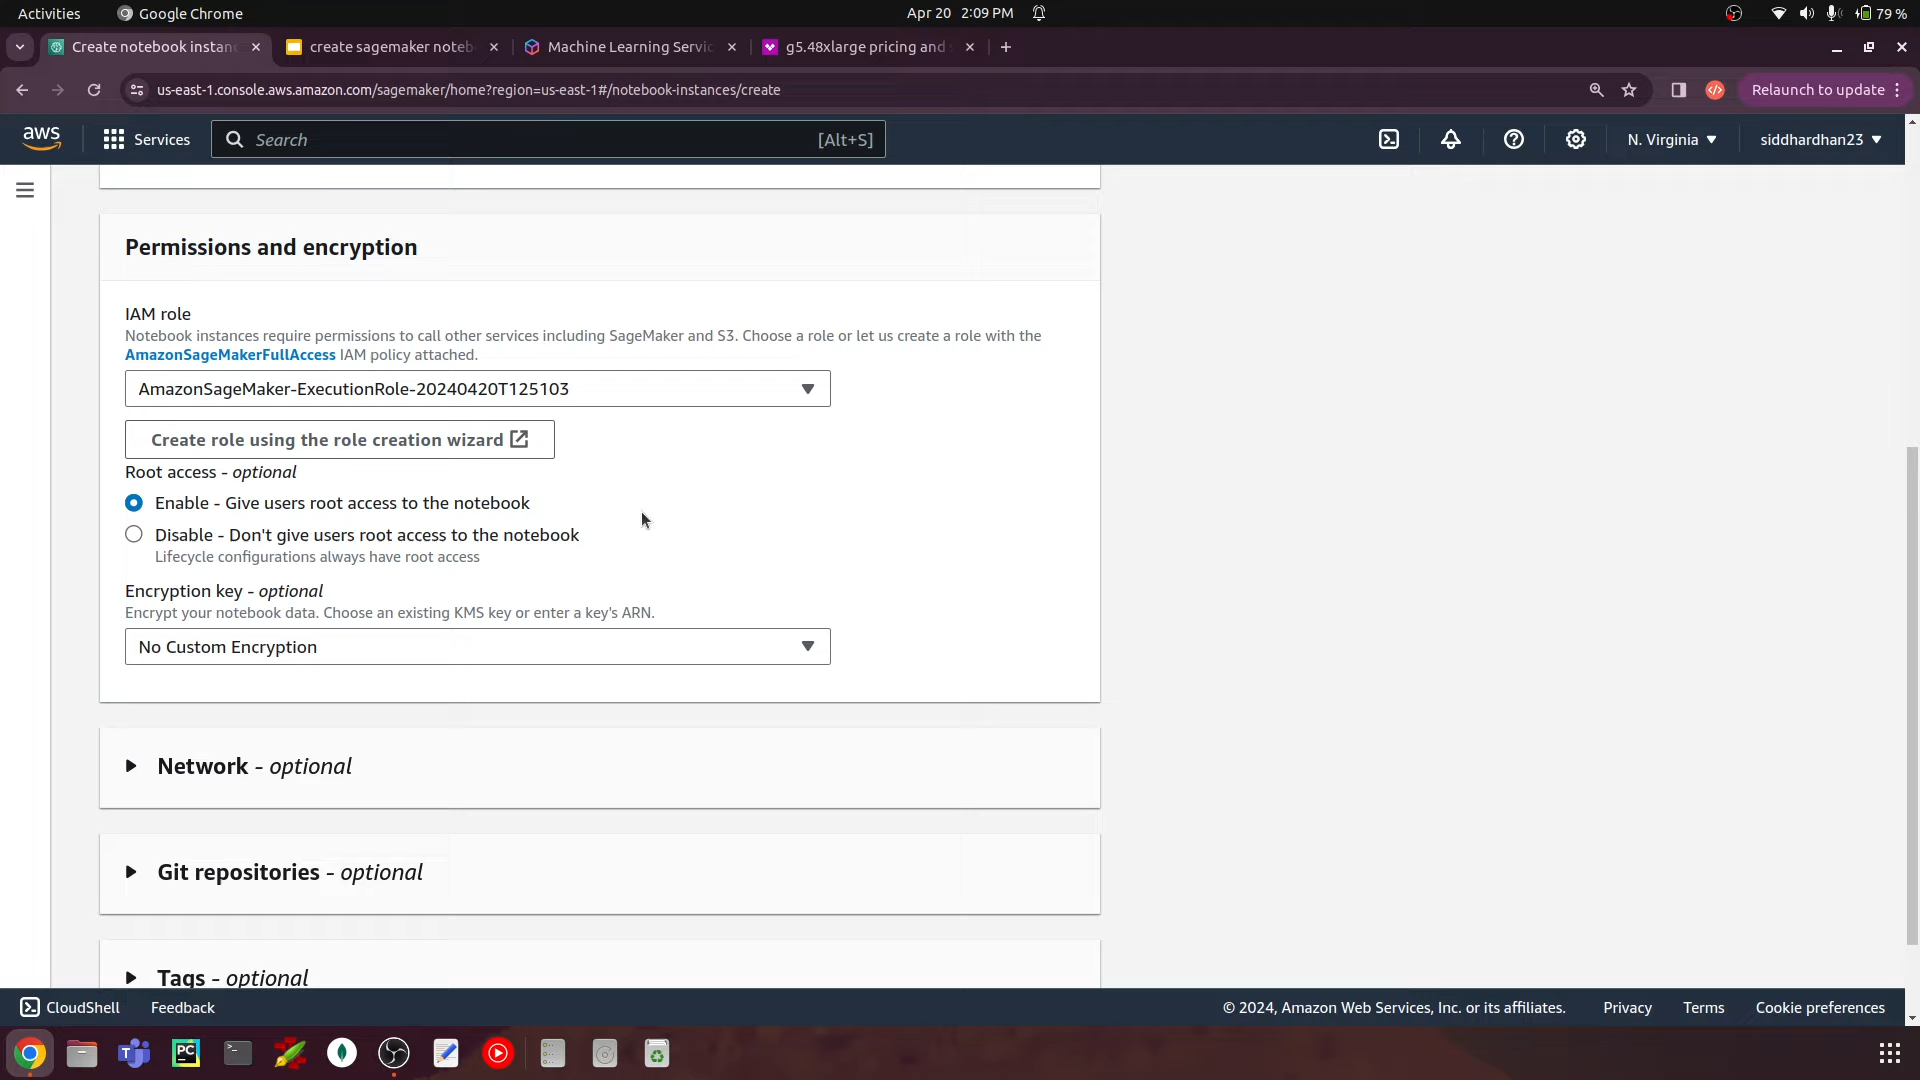 Activities
Google Chrome
Apr 20 2:09 PM
79 %
Create notebook instan
create sagemaker noteb
Machine Learning Servic
g5.48xlarge pricing and
us-east-1.console.aws.amazon.com/sagemaker/home?region=us-east-1#/notebook-instances/create
Relaunch to update
aws
Services
Search
[Alt+S]
N. Virginia
siddhardhan23
Permissions and encryption
IAM role
Notebook instances require permissions to call other services including SageMaker and S3. Choose a role or let us create a role with the
AmazonSageMakerFullAccess IAM policy attached.
AmazonSageMaker-ExecutionRole-20240420T125103
Create role using the role creation wizard
Root access - optional
Enable - Give users root access to the notebook
Disable - Don't give users root access to the notebook
Lifecycle configurations always have root access
Encryption key - optional
Encrypt your notebook data. Choose an existing KMS key or enter a key's ARN.
No Custom Encryption
Network - optional
Git repositories - optional
Tags - optional
CloudShell
Feedback
© 2024, Amazon Web Services, Inc. or its affiliates.
Privacy
Terms
Cookie preferences
PC